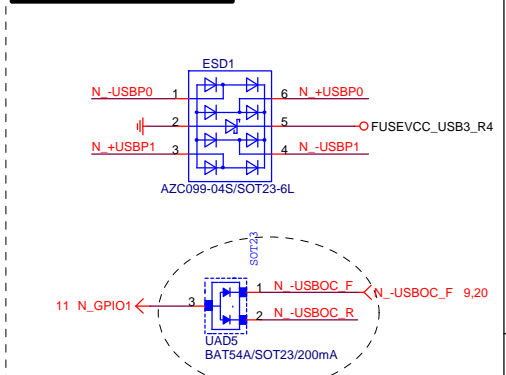 ESD1
N_-USBP0 1 6 N_+USBP0
2 5 FUSEVCC_USB3_R4
N_+USBP1 3 4 N_-USBP1
AZC099-04S/SOT23-6L
SOT23
1 N_-USBOC_F N_-USBOC_F 9,20
11 N_GPIO1 3
2 N_-USBOC_R
UAD5
BAT54A/SOT23/200mA